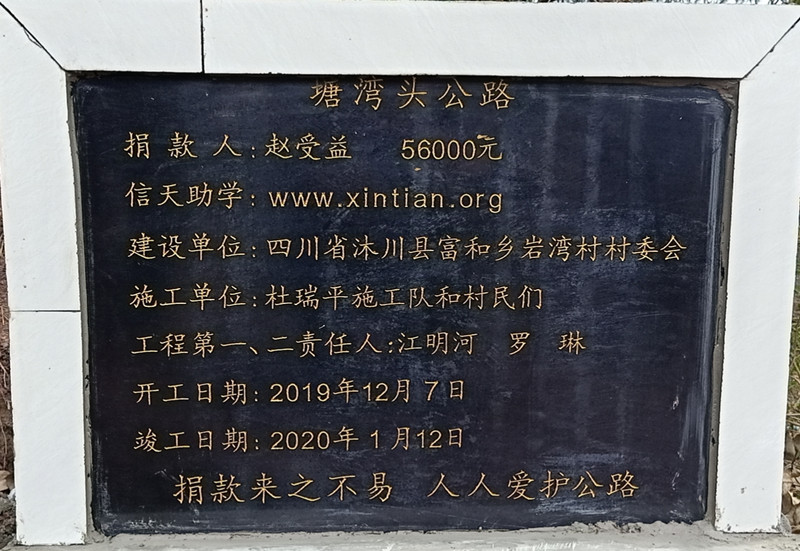 塘湾头公路
捐款人:赵受益 56000元
信天助学:www.xintian.org
建设单位:四川省沐川县富和乡岩湾村村委会
施工单位:杜瑞平施工队和村民们
工程第一、二责任人:江明河 罗琳
开工日期:2019年12月7日
竣工日期:2020年1月12日
捐款来之不易 人人爱护公路